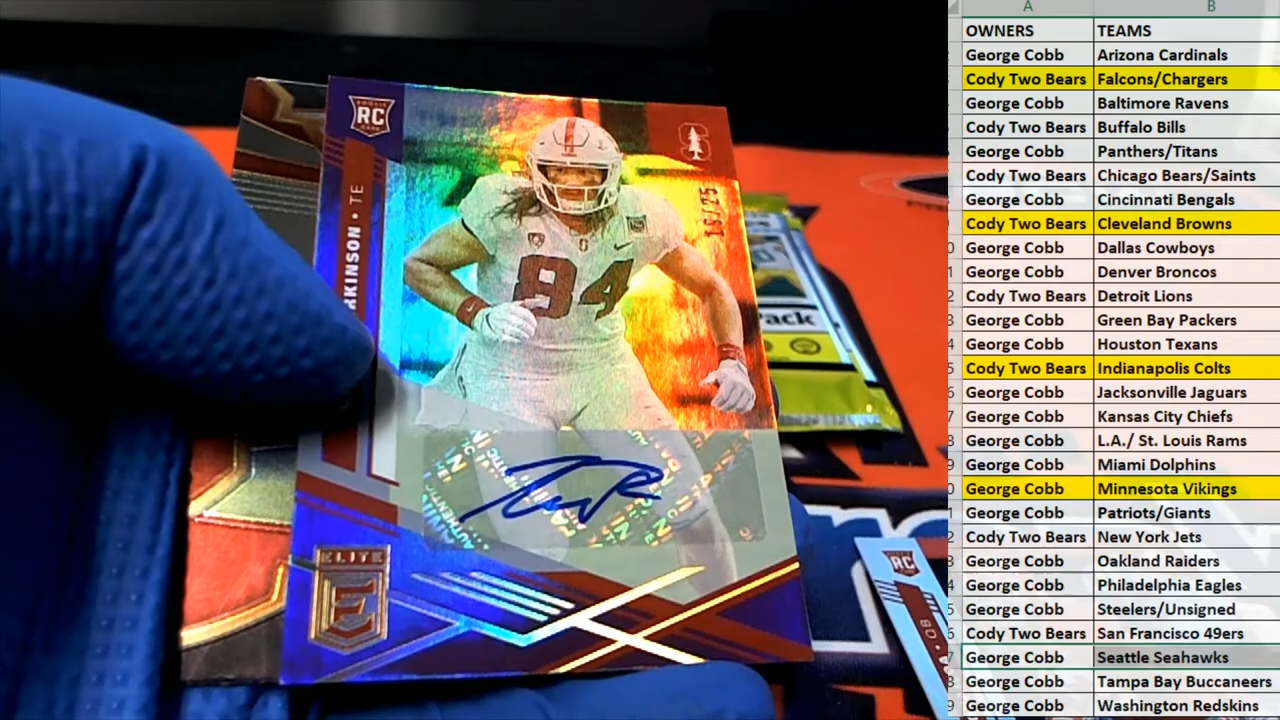 RC
RKINSON • TE
S
84
ELITE
E
Pack
RC
A B
OWNERS TEAMS
George Cobb Arizona Cardinals
Cody Two Bears Falcons/Chargers
George Cobb Baltimore Ravens
Cody Two Bears Buffalo Bills
George Cobb Panthers/Titans
Cody Two Bears Chicago Bears/Saints
George Cobb Cincinnati Bengals
Cody Two Bears Cleveland Browns
George Cobb Dallas Cowboys
George Cobb Denver Broncos
Cody Two Bears Detroit Lions
George Cobb Green Bay Packers
George Cobb Houston Texans
Cody Two Bears Indianapolis Colts
George Cobb Jacksonville Jaguars
George Cobb Kansas City Chiefs
George Cobb L.A./ St. Louis Rams
George Cobb Miami Dolphins
George Cobb Minnesota Vikings
George Cobb Patriots/Giants
Cody Two Bears New York Jets
George Cobb Oakland Raiders
George Cobb Philadelphia Eagles
George Cobb Steelers/Unsigned
Cody Two Bears San Francisco 49ers
George Cobb Seattle Seahawks
George Cobb Tampa Bay Buccaneers
George Cobb Washington Redskins